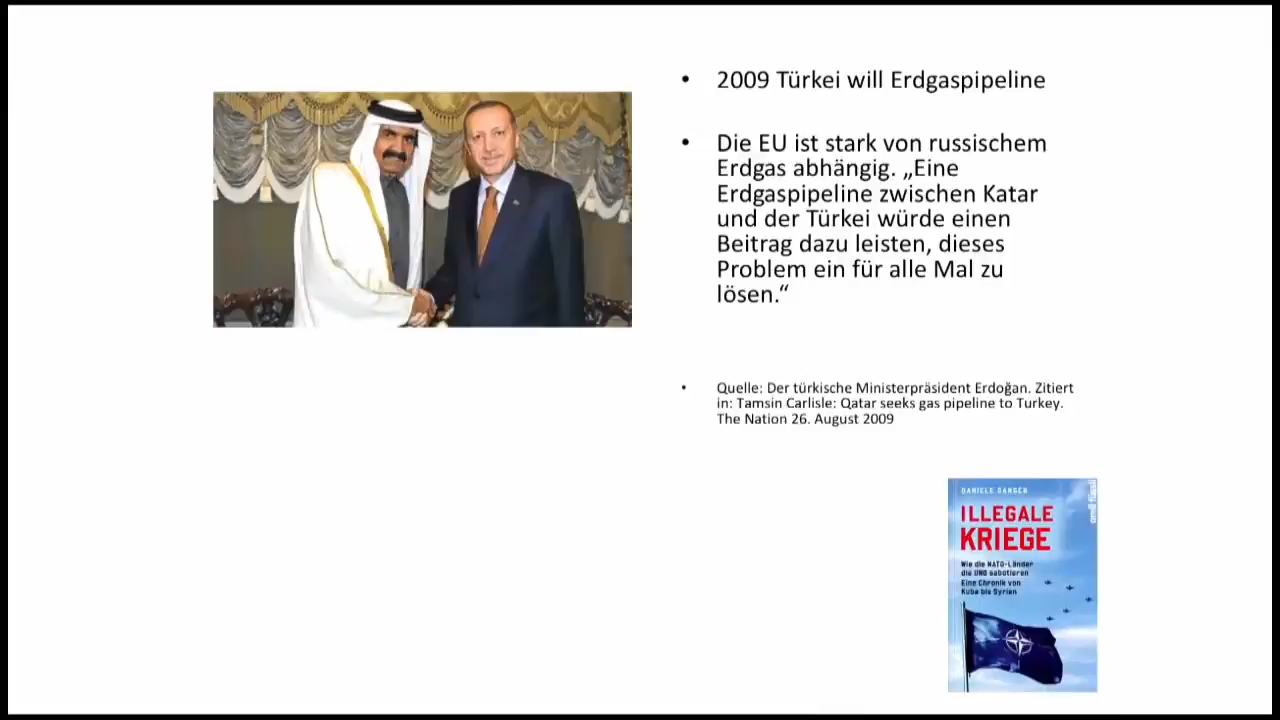 • 2009 Türkei will Erdgaspipeline
• Die EU ist stark von russischem
Erdgas abhängig. „Eine
Erdgaspipeline zwischen Katar
und der Türkei würde einen
Beitrag dazu leisten, dieses
Problem ein für alle Mal zu
lösen.“
• Quelle: Der türkische Ministerpräsident Erdoğan. Zitiert
in: Tamsin Carlisle: Qatar seeks gas pipeline to Turkey.
The Nation 26. August 2009
DANIELE GANSER
orell füssli
ILLEGALE
KRIEGE
Wie die NATO-Länder
die UNO sabotieren
Eine Chronik von
Kuba bis Syrien